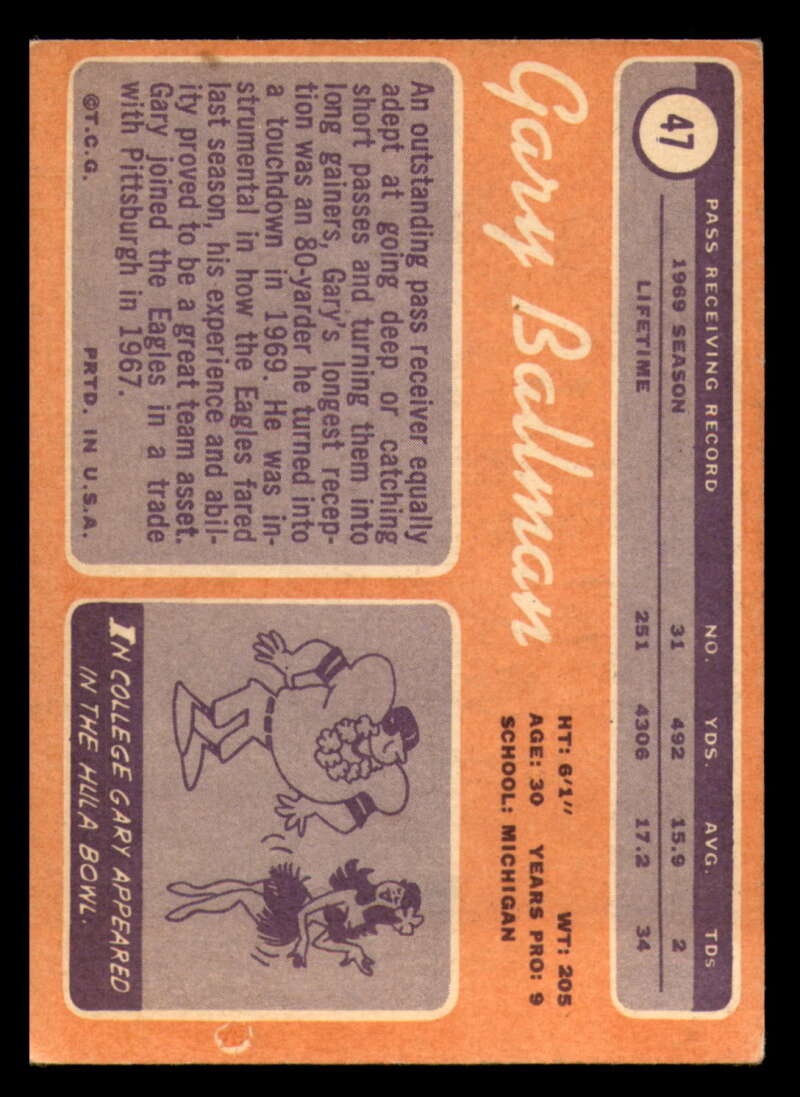 47
PASS RECEIVING RECORD NO. YDS. AVG. TDs
1969 SEASON 31 492 15.9 2
LIFETIME 251 4306 17.2 34
Gary Ballman
HT: 6'1" WT: 205
AGE: 30 YEARS PRO: 9
SCHOOL: MICHIGAN
An outstanding pass receiver equally
adept at going deep or catching
short passes and turning them into
long gainers, Gary's longest recep-
tion was an 80-yarder he turned into
a touchdown in 1969. He was in-
strumental in how the Eagles fared
last season, his experience and abil-
ity proved to be a great team asset.
Gary joined the Eagles in a trade
with Pittsburgh in 1967.
©T.C.G. PRTD. IN U.S.A.
IN COLLEGE GARY APPEARED
IN THE HULA BOWL.